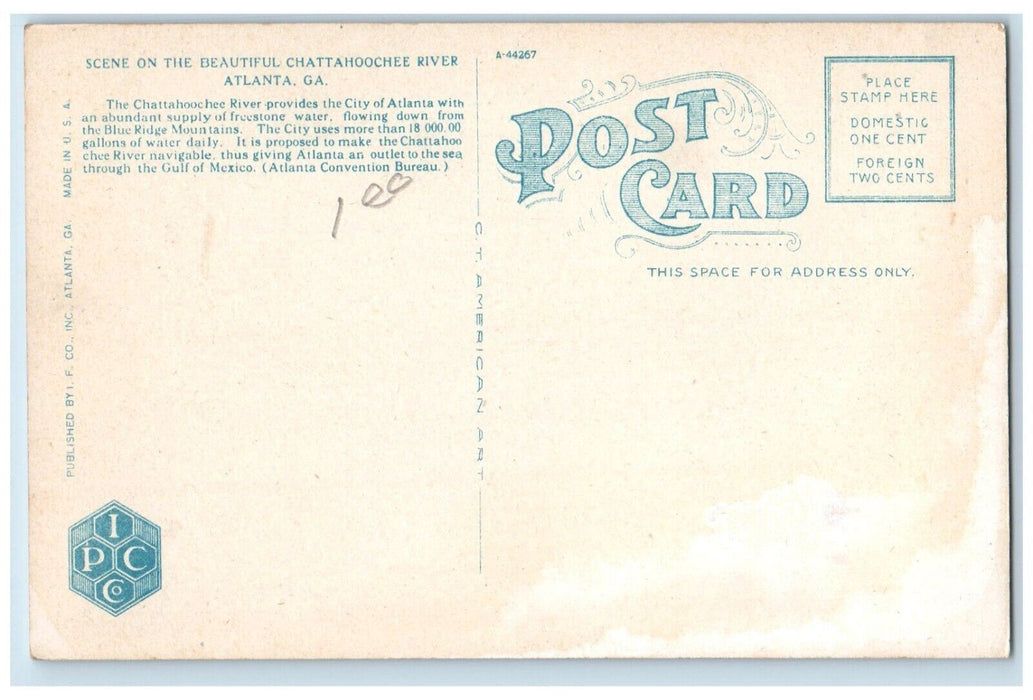 SCENE ON THE BEAUTIFUL CHATTAHOOCHEE RIVER
ATLANTA, GA.
The Chattahoochee River provides the City of Atlanta with
an abundant supply of freestone water, flowing down from
the Blue Ridge Mountains. The City uses more than 18 000.00
gallons of water daily. It is proposed to make the Chattahoo
chee River navigable, thus giving Atlanta an outlet to the sea
through the Gulf of Mexico. (Atlanta Convention Bureau.)
1 00
PUBLISHED BY I. F. CO., INC., ATLANTA, GA. MADE IN U. S. A.
I
P C
Co
C. T. AMERICAN ART
A-44267
POST
CARD
THIS SPACE FOR ADDRESS ONLY.
PLACE
STAMP HERE
DOMESTIC
ONE CENT
FOREIGN
TWO CENTS